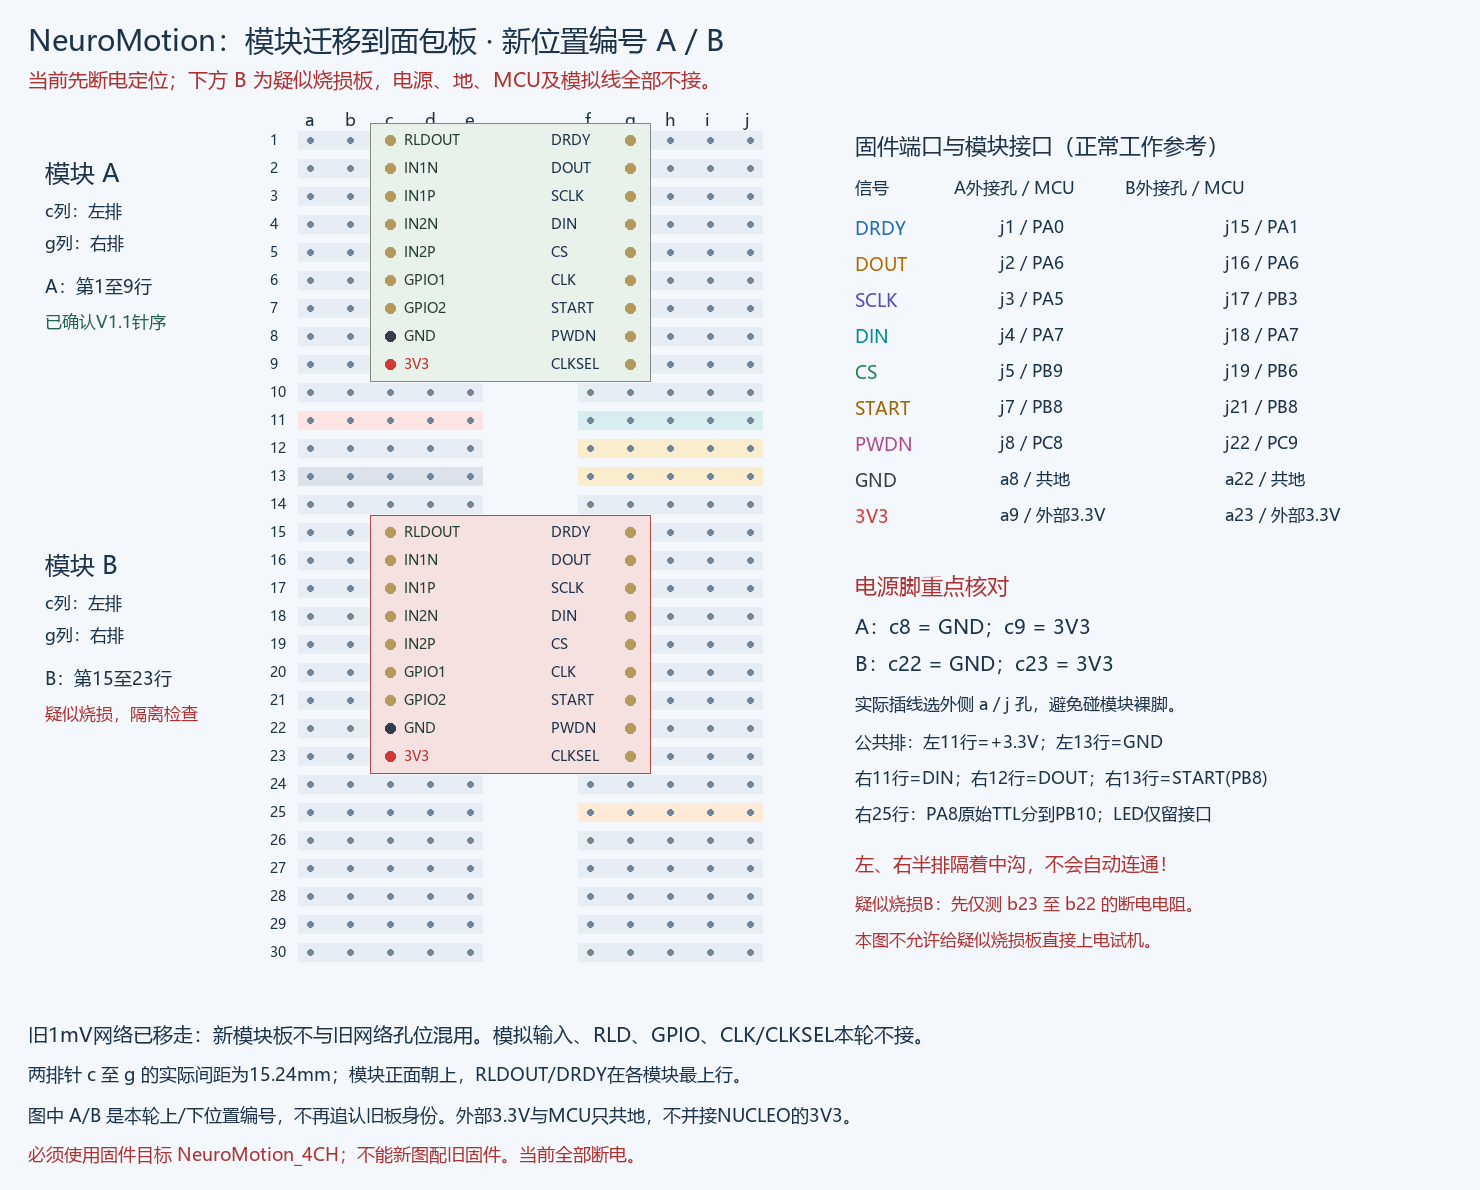 NeuroMotion：模块迁移到面包板 · 新位置编号 A / B
当前先断电定位；下方 B 为疑似烧损板，电源、地、MCU及模拟线全部不接。
a b c d e f g h i j
模块 A
c列：左排
g列：右排
A：第1至9行
已确认V1.1针序
1 RLDOUT DRDY
2 IN1N DOUT
3 IN1P SCLK
4 IN2N DIN
5 IN2P CS
6 GPIO1 CLK
7 GPIO2 START
8 GND PWDN
9 3V3 CLKSEL
10
11
12
13
14
模块 B
c列：左排
g列：右排
B：第15至23行
疑似烧损，隔离检查
15 RLDOUT DRDY
16 IN1N DOUT
17 IN1P SCLK
18 IN2N DIN
19 IN2P CS
20 GPIO1 CLK
21 GPIO2 START
22 GND PWDN
23 3V3 CLKSEL
24
25
26
27
28
29
30
固件端口与模块接口（正常工作参考）
信号 A外接孔 / MCU B外接孔 / MCU
DRDY j1 / PA0 j15 / PA1
DOUT j2 / PA6 j16 / PA6
SCLK j3 / PA5 j17 / PB3
DIN j4 / PA7 j18 / PA7
CS j5 / PB9 j19 / PB6
START j7 / PB8 j21 / PB8
PWDN j8 / PC8 j22 / PC9
GND a8 / 共地 a22 / 共地
3V3 a9 / 外部3.3V a23 / 外部3.3V
电源脚重点核对
A：c8 = GND；c9 = 3V3
B：c22 = GND；c23 = 3V3
实际插线选外侧 a / j 孔，避免碰模块裸脚。
公共排：左11行=+3.3V；左13行=GND
右11行=DIN；右12行=DOUT；右13行=START(PB8)
右25行：PA8原始TTL分到PB10；LED仅留接口
左、右半排隔着中沟，不会自动连通！
疑似烧损B：先仅测 b23 至 b22 的断电电阻。
本图不允许给疑似烧损板直接上电试机。
旧1mV网络已移走：新模块板不与旧网络孔位混用。模拟输入、RLD、GPIO、CLK/CLKSEL本轮不接。
两排针 c 至 g 的实际间距为15.24mm；模块正面朝上，RLDOUT/DRDY在各模块最上行。
图中 A/B 是本轮上/下位置编号，不再追认旧板身份。外部3.3V与MCU只共地，不并接NUCLEO的3V3。
必须使用固件目标 NeuroMotion_4CH；不能新图配旧固件。当前全部断电。